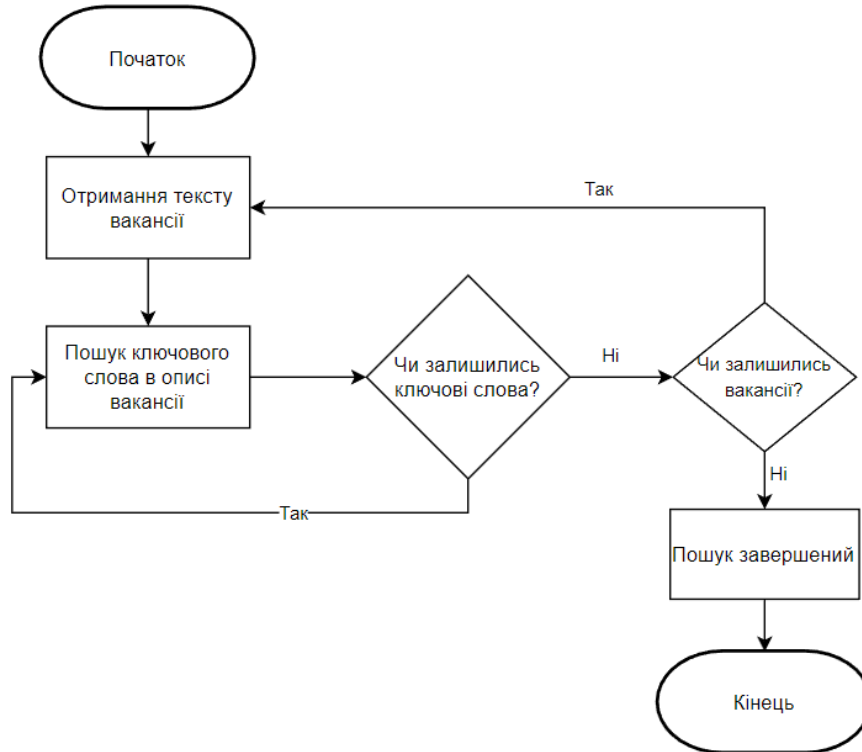 Початок
Отримання тексту
вакансії
Так
Пошук ключового
слова в описі
вакансії
Чи залишились
ключові слова?
Ні
Чи залишились
вакансії?
Так
Ні
Пошук завершений
Кінець